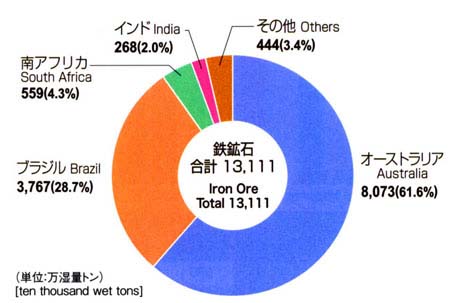 インド India
268(2.0%)
その他 Others
444(3.4%)
南アフリカ
South Africa
559(4.3%)
ブラジル Brazil
3,767(28.7%)
鉄鉱石
合計 13,111
Iron Ore
Total 13,111
オーストラリア
Australia
8,073(61.6%)
(単位:万湿量トン)
[ten thousand wet tons]